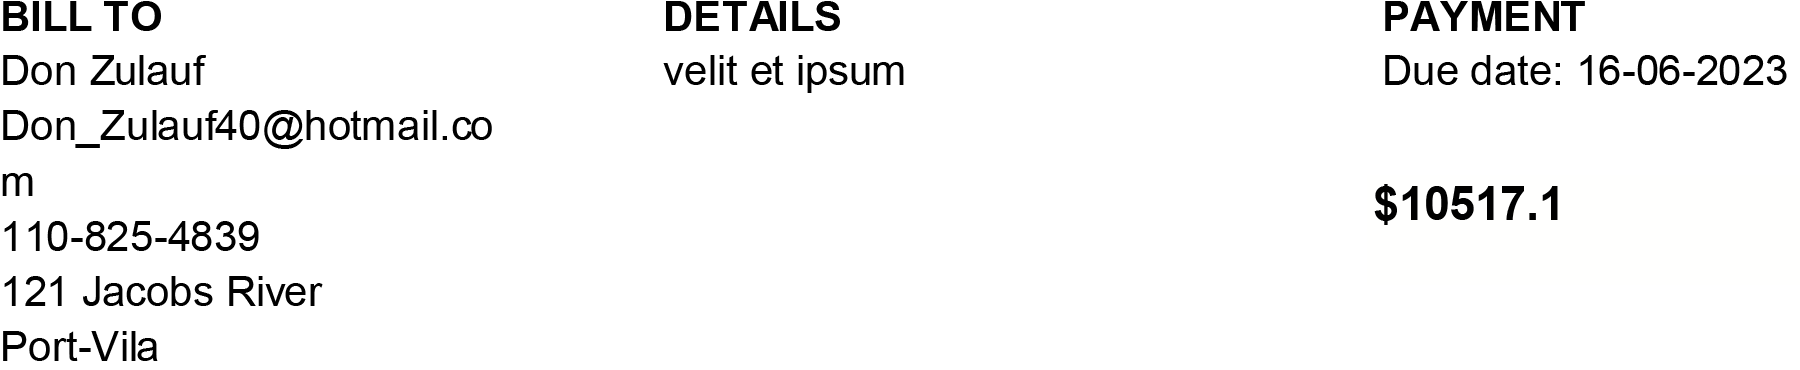 BILL TO
Don Zulauf
Don_Zulauf40@hotmail.co
m
110-825-4839
121 Jacobs River
Port-Vila
DETAILS
velit et ipsum
PAYMENT
Due date: 16-06-2023
$10517.1